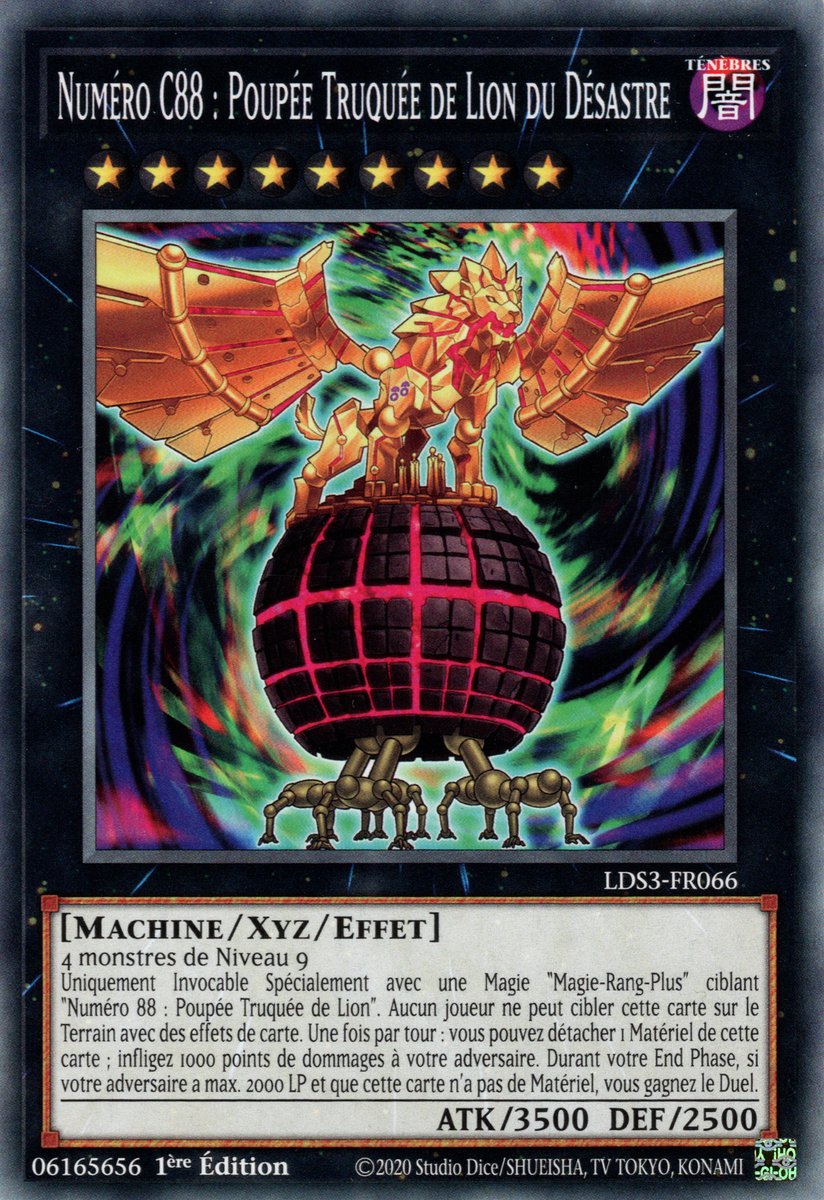 Numéro C88 : Poupée Truquée de Lion du Désastre
TÉNÈBRES
闇
88
LDS3-FR066
[Machine/Xyz/Effet]
4 monstres de Niveau 9
Uniquement Invocable Spécialement avec une Magie "Magie-Rang-Plus" ciblant
"Numéro 88 : Poupée Truquée de Lion". Aucun joueur ne peut cibler cette carte sur le
Terrain avec des effets de carte. Une fois par tour : vous pouvez détacher 1 Matériel de cette
carte ; infligez 1000 points de dommages à votre adversaire. Durant votre End Phase, si
votre adversaire a max. 2000 LP et que cette carte n'a pas de Matériel, vous gagnez le Duel.
ATK/3500 DEF/2500
06165656 1ère Édition
©2020 Studio Dice/SHUEISHA, TV TOKYO, KONAMI